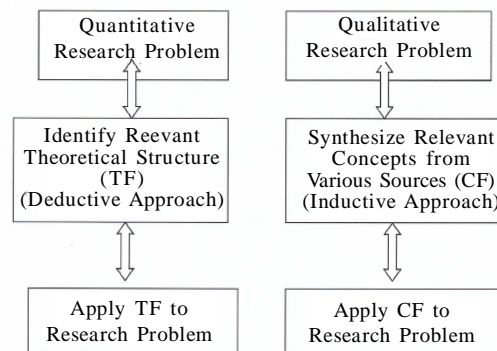 Quantitative
Research Problem
Identify Reevant
Theoretical Structure
(TF)
(Deductive Approach)
Apply TF to
Research Problem
Qualitative
Research Problem
Synthesize Relevant
Concepts from
Various Sources (CF)
(Inductive Approach)
Apply CF to
Research Problem